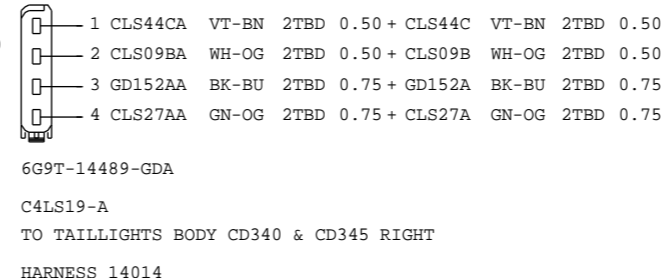 1 CLS44CA VT-BN 2TBD 0.50 + CLS44C VT-BN 2TBD 0.50
2 CLS09BA WH-OG 2TBD 0.50 + CLS09B WH-OG 2TBD 0.50
3 GD152AA BK-BU 2TBD 0.75 + GD152A BK-BU 2TBD 0.75
4 CLS27AA GN-OG 2TBD 0.75 + CLS27A GN-OG 2TBD 0.75
6G9T-14489-GDA
C4LS19-A
TO TAILLIGHTS BODY CD340 & CD345 RIGHT
HARNESS 14014